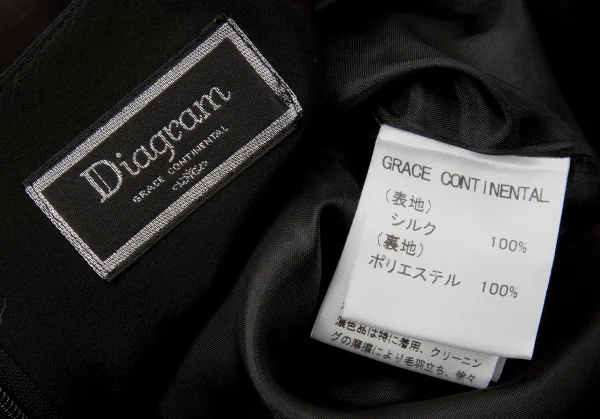 Diagram
GRACE CONTINENTAL
GRACE CONTINENTAL
(表地)
シルク 100%
(裏地)
ポリエステル 100%
濃色品は特に着用、クリーニン
グの摩擦により毛羽立ち、徐々